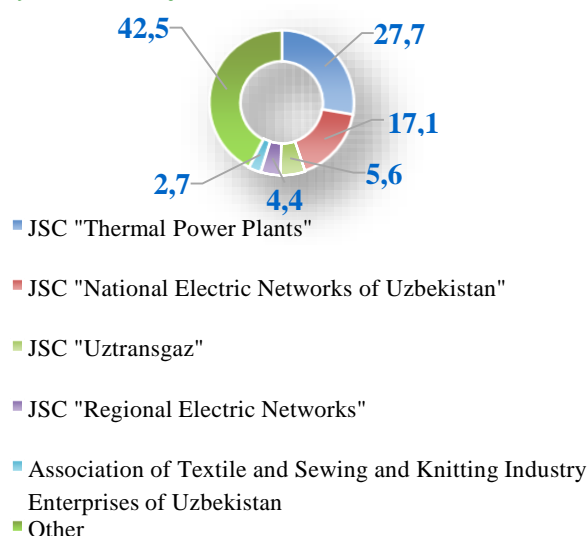 42,5
27,7
17,1
5,6
4,4
2,7
JSC "Thermal Power Plants"
JSC "National Electric Networks of Uzbekistan"
JSC "Uztransgaz"
JSC "Regional Electric Networks"
Association of Textile and Sewing and Knitting Industry
Enterprises of Uzbekistan
Other